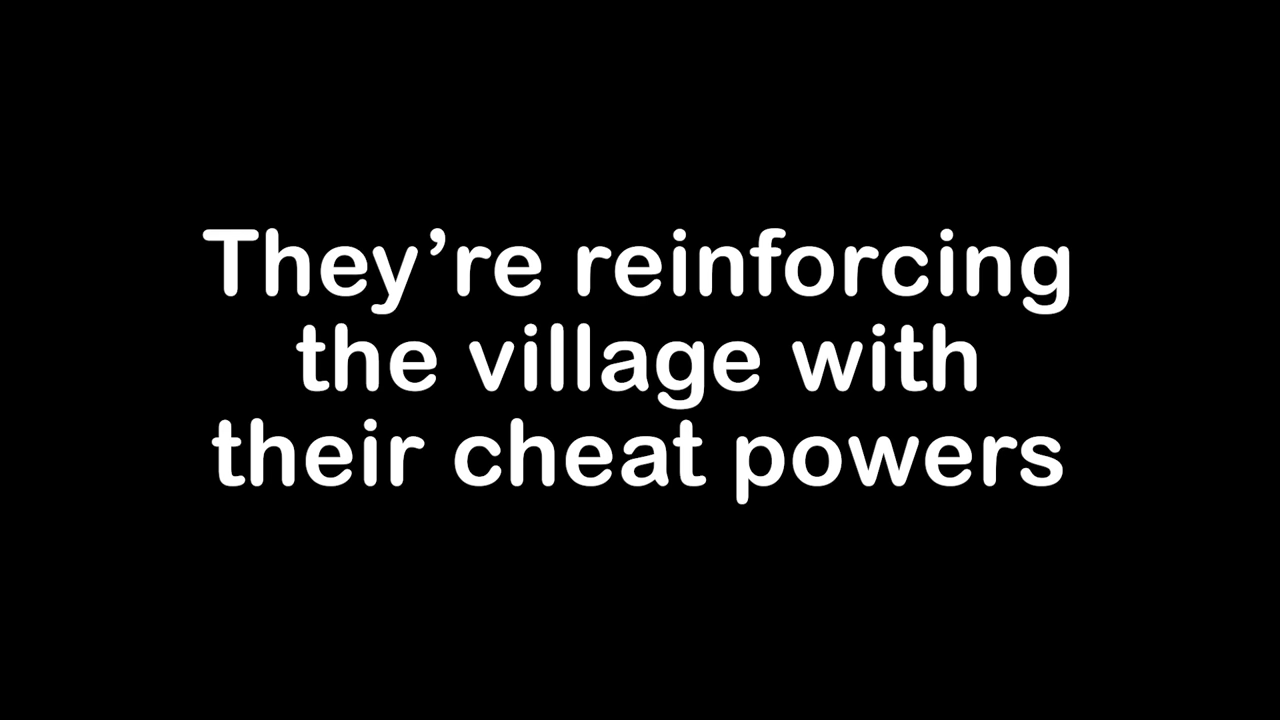 They’re reinforcing
the village with
their cheat powers